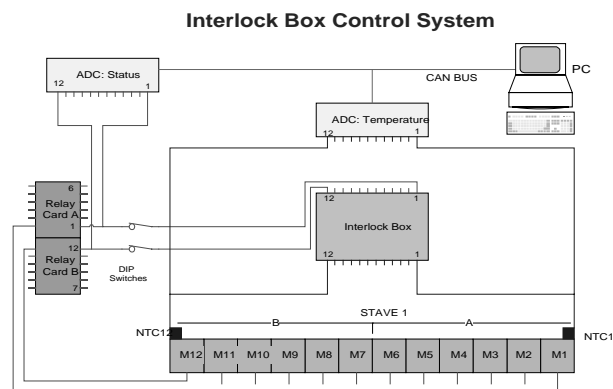 Interlock Box Control System
ADC: Status
12 1
CAN BUS
PC
ADC: Temperature
12 1
6
Relay
Card A
1
12
Relay
Card B
7
DIP
Switches
12 1
Interlock Box
12 1
STAVE 1
B A
NTC12 NTC1
M12 M11 M10 M9 M8 M7 M6 M5 M4 M3 M2 M1